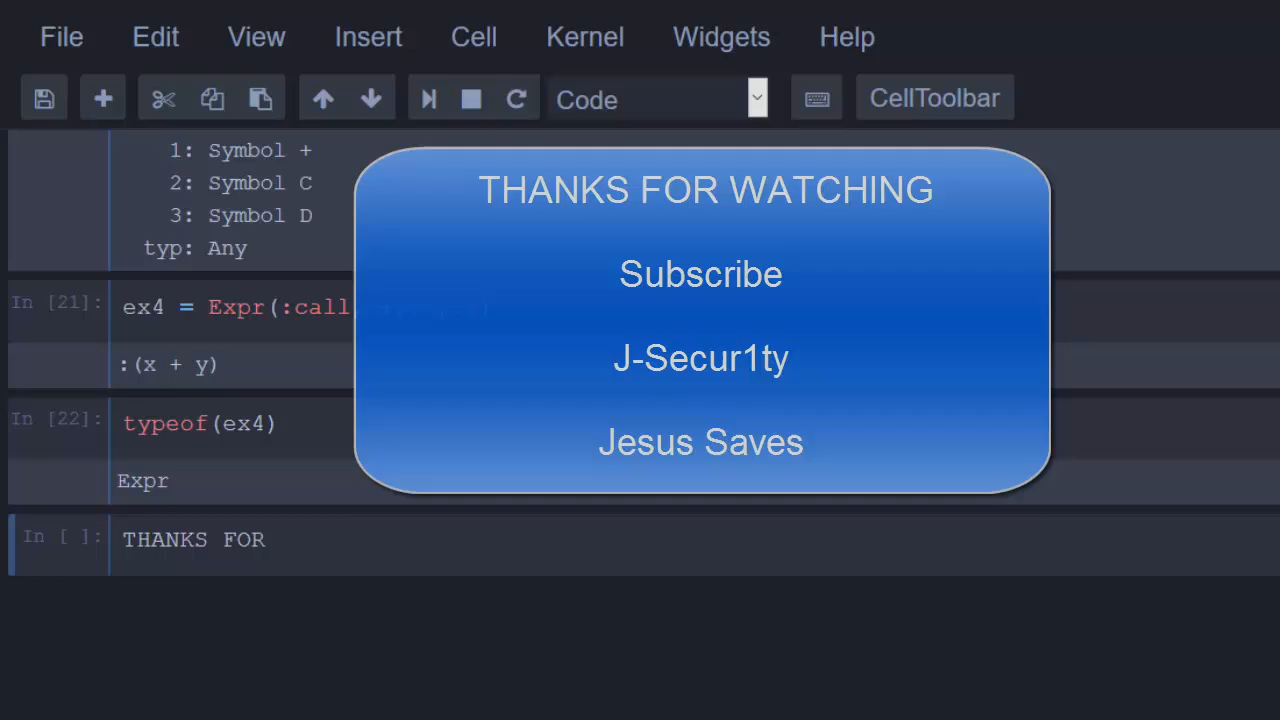 File Edit View Insert Cell Kernel Widgets Help
Code CellToolbar
1: Symbol +
2: Symbol C
3: Symbol D
typ: Any
In [21]: ex4 = Expr(:call
:(x + y)
In [22]: typeof(ex4)
Expr
In [ ]: THANKS FOR
THANKS FOR WATCHING
Subscribe
J-Secur1ty
Jesus Saves